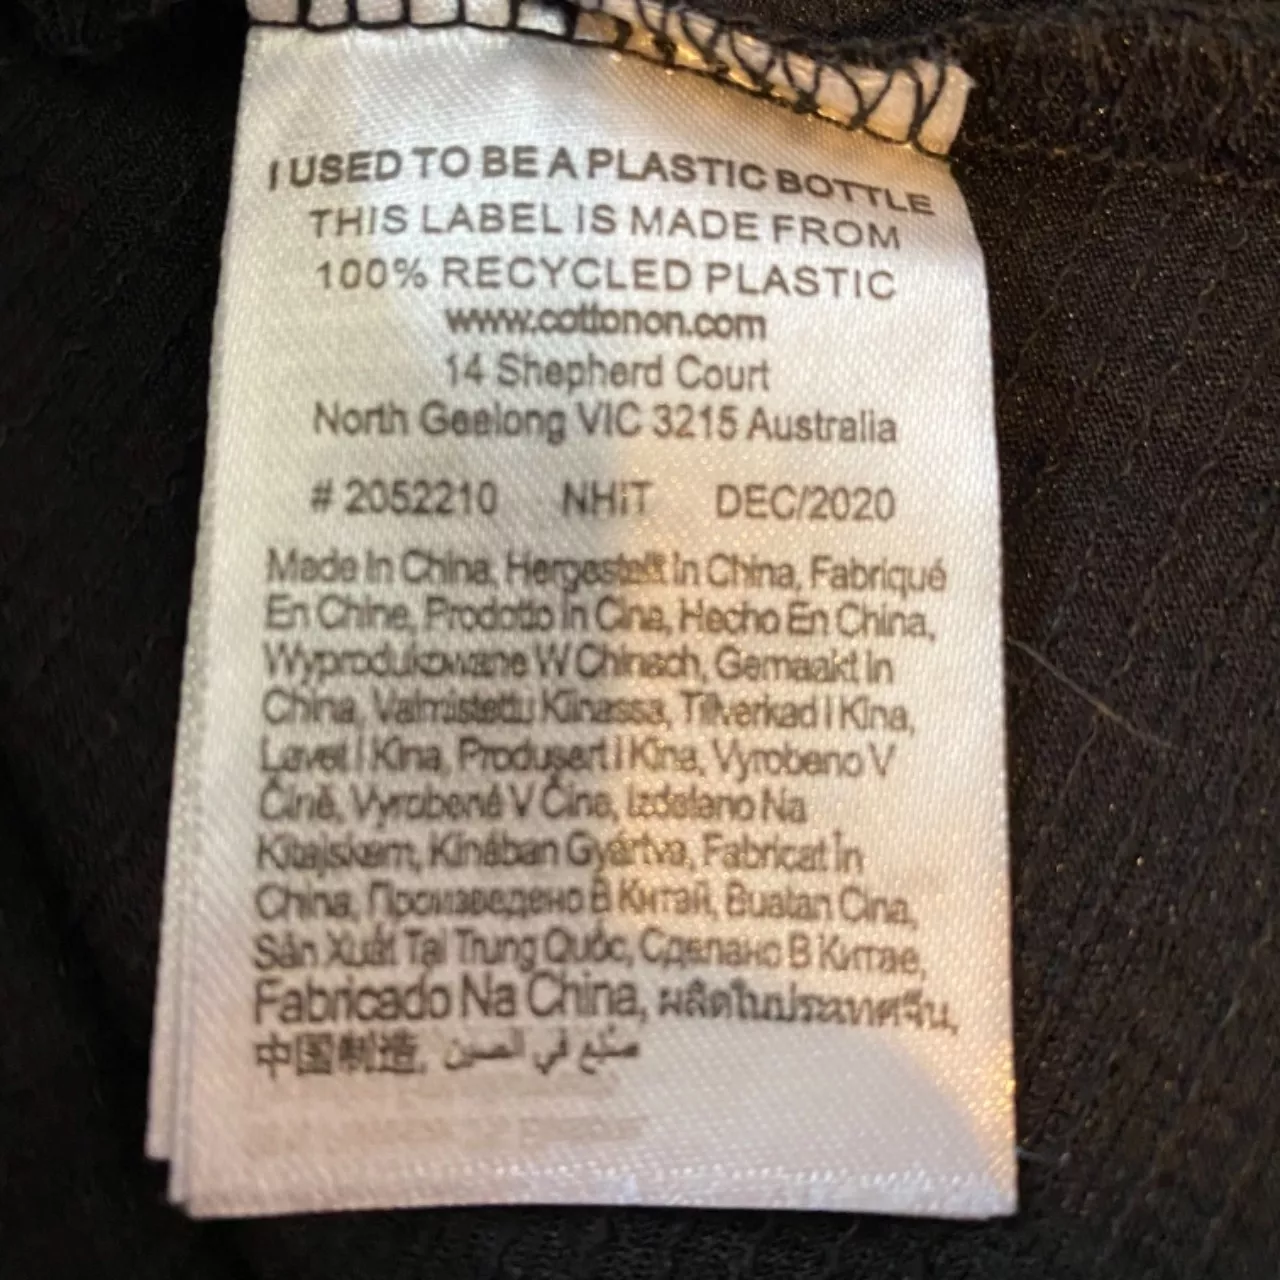 I USED TO BE A PLASTIC BOTTLE
THIS LABEL IS MADE FROM
100% RECYCLED PLASTIC
www.cottonon.com
14 Shepherd Court
North Geelong VIC 3215 Australia
# 2052210 NHIT DEC/2020
Made In China, Hergestellt In China, Fabriqué
En Chine, Prodotto In Cina, Hecho En China,
Wyprodukowane W Chinach, Gemaakt In
China, Valmistettu Kiinassa, Tillverkad I Kina,
Lavet I Kina, Produsert I Kina, Vyrobeno V
Číně, Vyrobené V Číne, Izdelano Na
Kitajskem, Kínában Gyártva, Fabricat în
China, Произведено В Китай, Buatan Cina,
Sản Xuất Tại Trung Quốc, Сделано В Китае,
Fabricado Na China, ผลิตในประเทศจีน,
中国制造, صنع في الصين